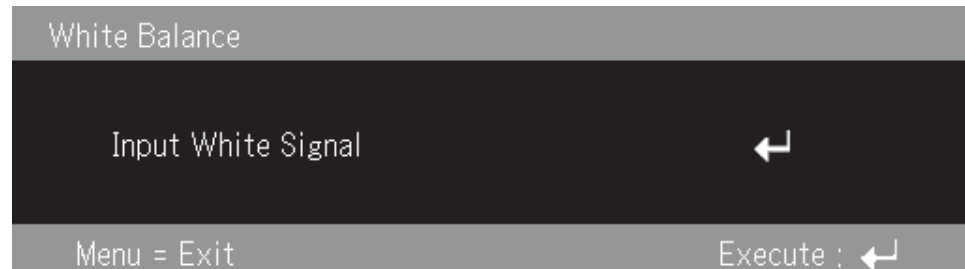 White Balance
Input White Signal ↵
Menu = Exit Execute : ↵